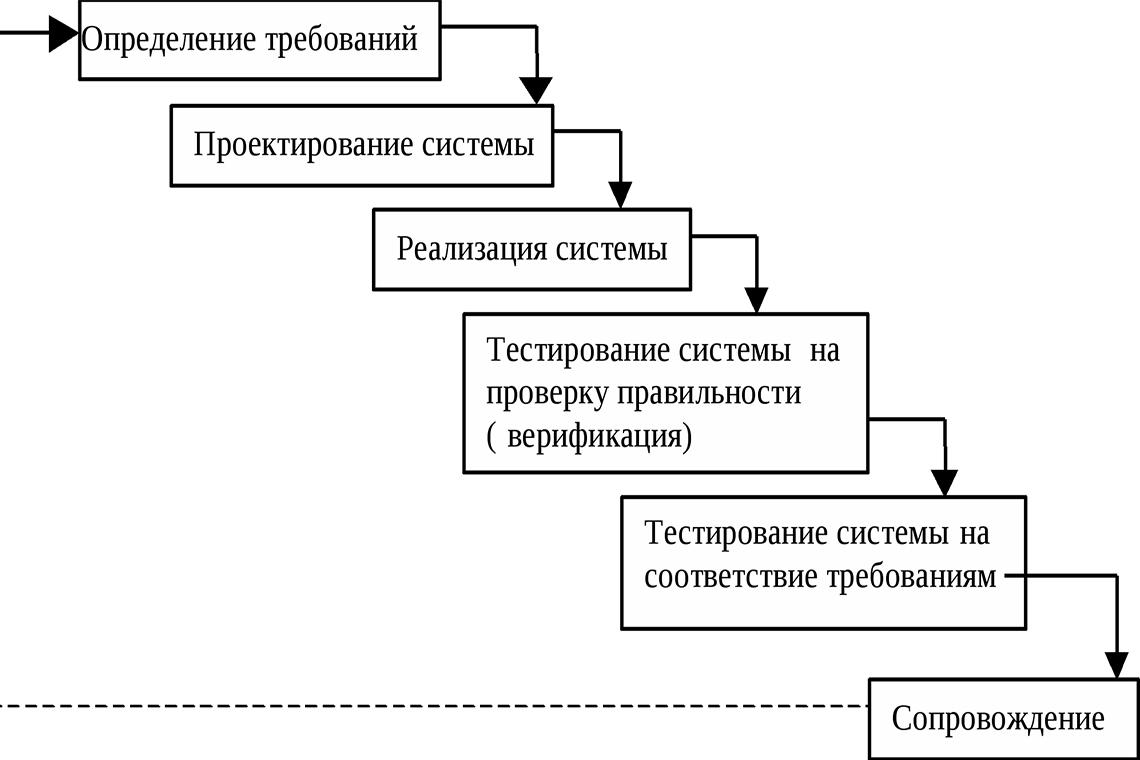 Определение требований
Проектирование системы
Реализация системы
Тестирование системы на
проверку правильности
( верификация)
Тестирование системы на
соответствие требованиям
Сопровождение